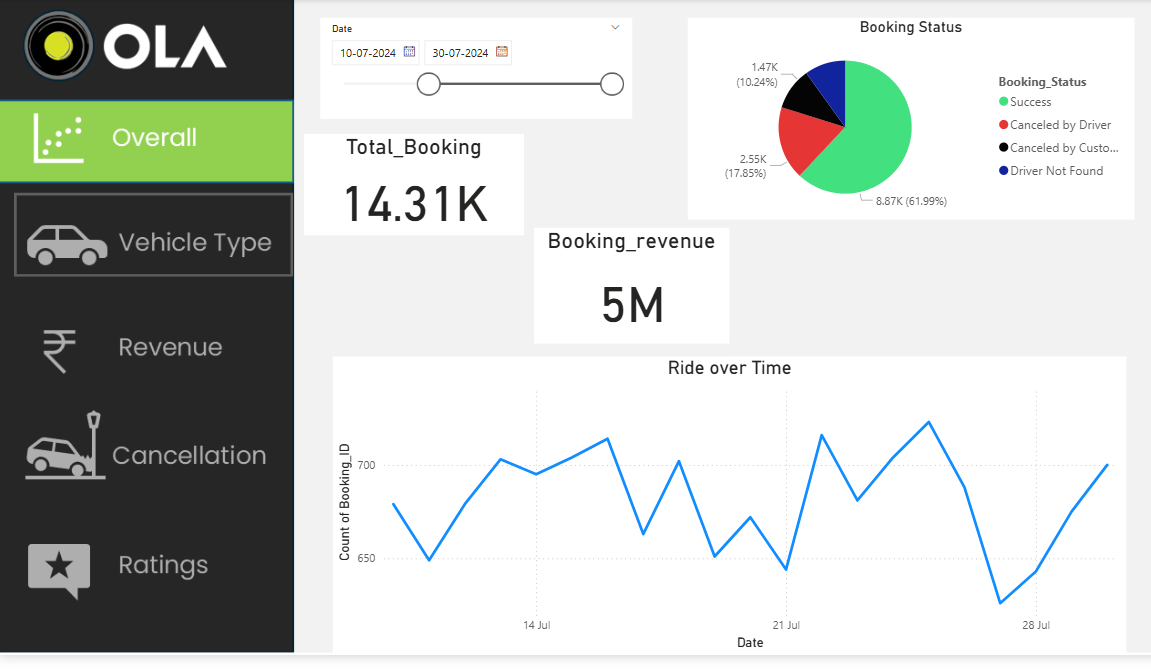 OLA
Overall
Vehicle Type
Revenue
Cancellation
Ratings
Date
10-07-2024
30-07-2024
Total_Booking
14.31K
Booking_revenue
5M
Booking Status
1.47K
(10.24%)
2.55K
(17.85%)
8.87K (61.99%)
Booking_Status
Success
Canceled by Driver
Canceled by Custo...
Driver Not Found
Ride over Time
Count of Booking_ID
700
650
14 Jul
21 Jul
28 Jul
Date